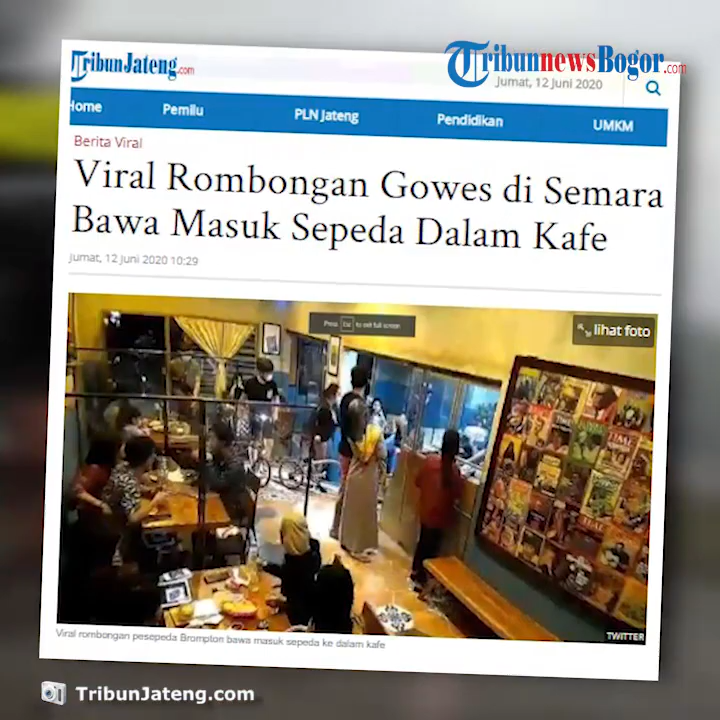 TribunJateng.com
TribunnewsBogor.com
Jumat, 12 Juni 2020
Home
Pemilu
PLN Jateng
Pendidikan
UMKM
Berita Viral
Viral Rombongan Gowes di Semara
Bawa Masuk Sepeda Dalam Kafe
Jumat, 12 Juni 2020 10:29
Press Esc to exit full screen
lihat foto
TIME
TWITTER
Viral rombongan pesepeda Brompton bawa masuk sepeda ke dalam kafe
TribunJateng.com